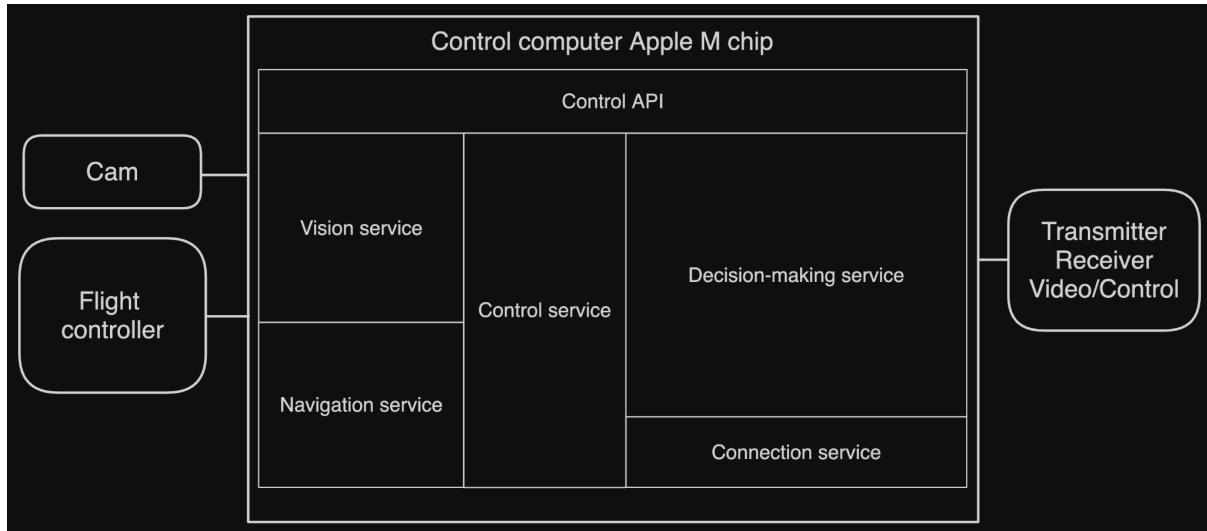 Control computer Apple M chip
Control API
Cam
Vision service
Flight
controller
Navigation service
Control service
Decision-making service
Connection service
Transmitter
Receiver
Video/Control